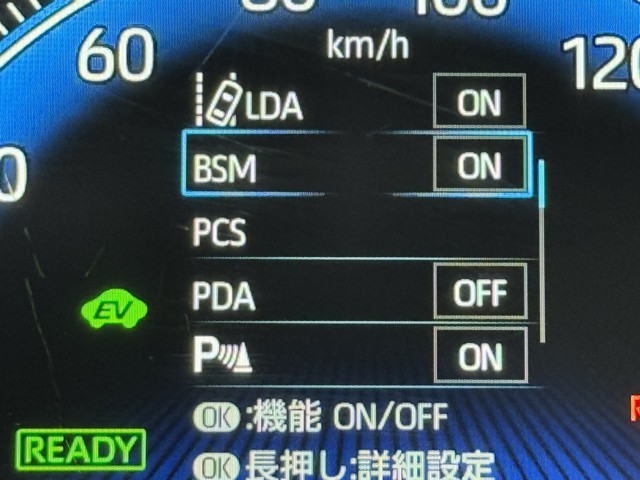 60
km/h
120
LDA ON
BSM ON
PCS
PDA OFF
EV
P ON
OK:機能 ON/OFF
READY
OK長押し:詳細設定